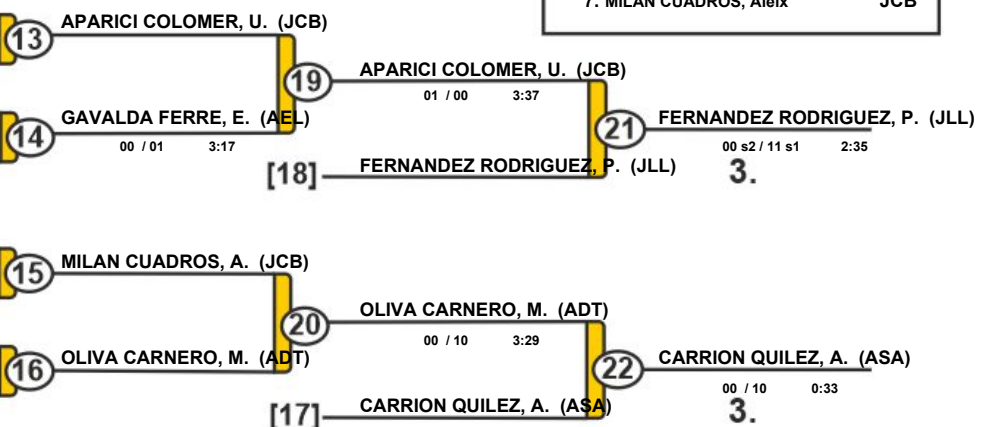 7. MILAN CUADROS, Aleix JCB
13 APARICI COLOMER, U. (JCB)
19 APARICI COLOMER, U. (JCB)
01 / 00 3:37
14 GAVALDA FERRE, E. (AEL)
00 / 01 3:17
21 FERNANDEZ RODRIGUEZ, P. (JLL)
00 s2 / 11 s1 2:35
3.
[18] FERNANDEZ RODRIGUEZ, P. (JLL)
15 MILAN CUADROS, A. (JCB)
20 OLIVA CARNERO, M. (ADT)
00 / 10 3:29
16 OLIVA CARNERO, M. (ADT)
22 CARRION QUILEZ, A. (ASA)
00 / 10 0:33
3.
[17] CARRION QUILEZ, A. (ASA)